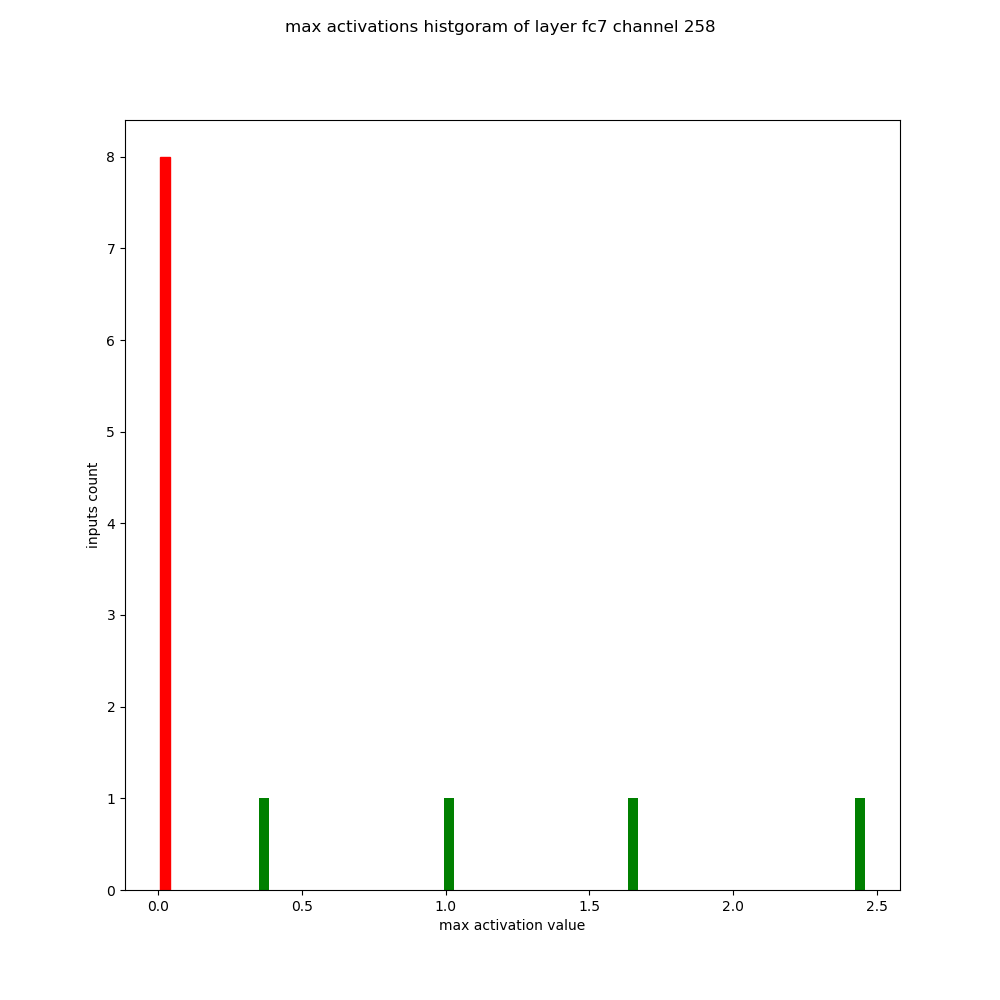 max activations histgoram of layer fc7 channel 258
8
7
6
5
4
3
2
1
0
inputs count
0.0 0.5 1.0 1.5 2.0 2.5
max activation value